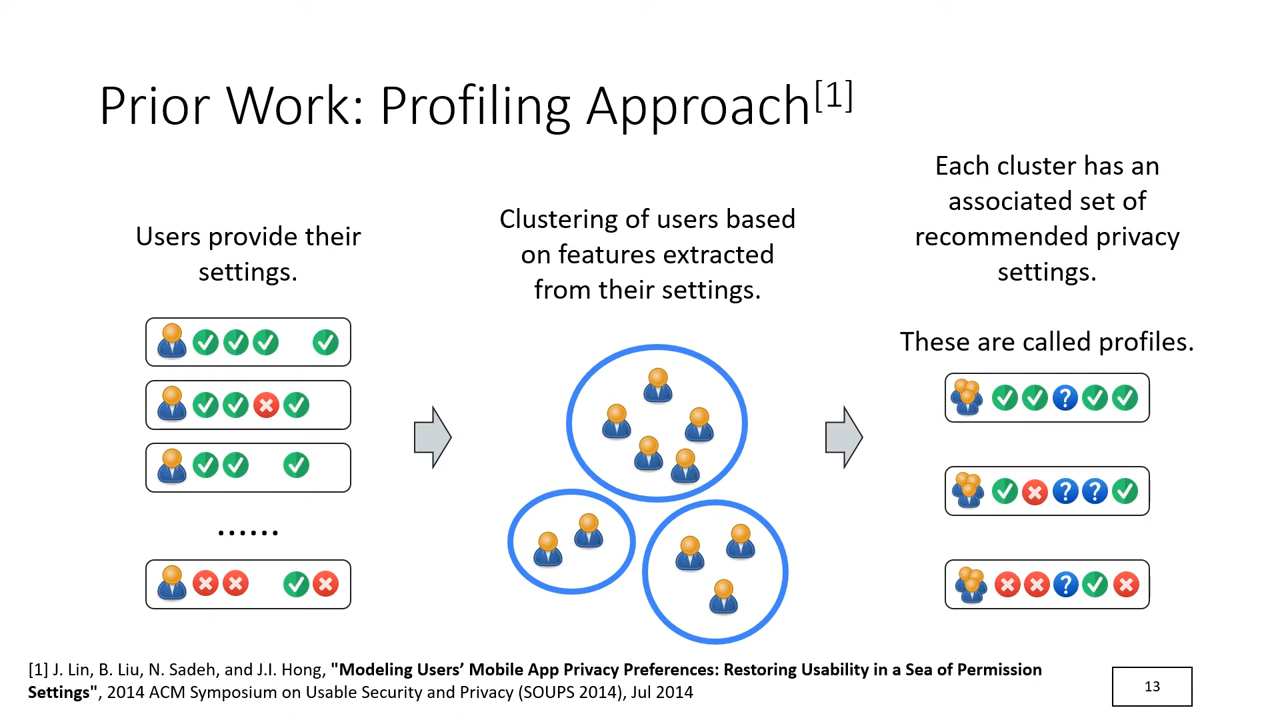 Prior Work: Profiling Approach[1]
Users provide their
settings.
......
Clustering of users based
on features extracted
from their settings.
Each cluster has an
associated set of
recommended privacy
settings.
These are called profiles.
[1] J. Lin, B. Liu, N. Sadeh, and J.I. Hong, "Modeling Users’ Mobile App Privacy Preferences: Restoring Usability in a Sea of Permission
Settings", 2014 ACM Symposium on Usable Security and Privacy (SOUPS 2014), Jul 2014
13